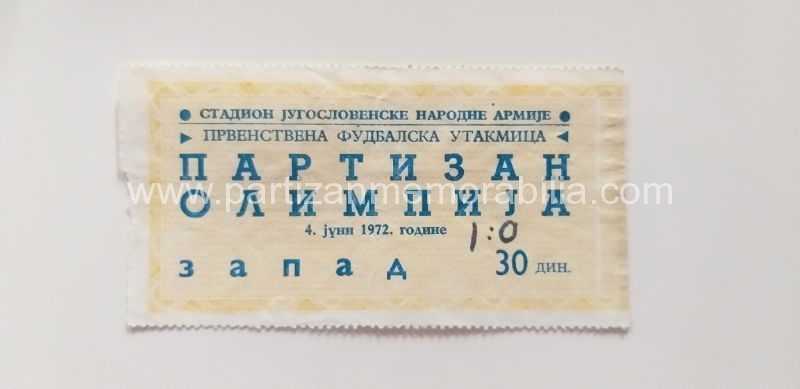 ● СТАДИОН ЈУГОСЛОВЕНСКЕ НАРОДНЕ АРМИЈЕ ●
► ПРВЕНСТВЕНА ФУДБАЛСКА УТАКМИЦА ◄
ПАРТИЗАН
www.partizanmemorabilia.com
ОЛИМПИЈА
4. јуни 1972. године 1:0
запад 30 дин.